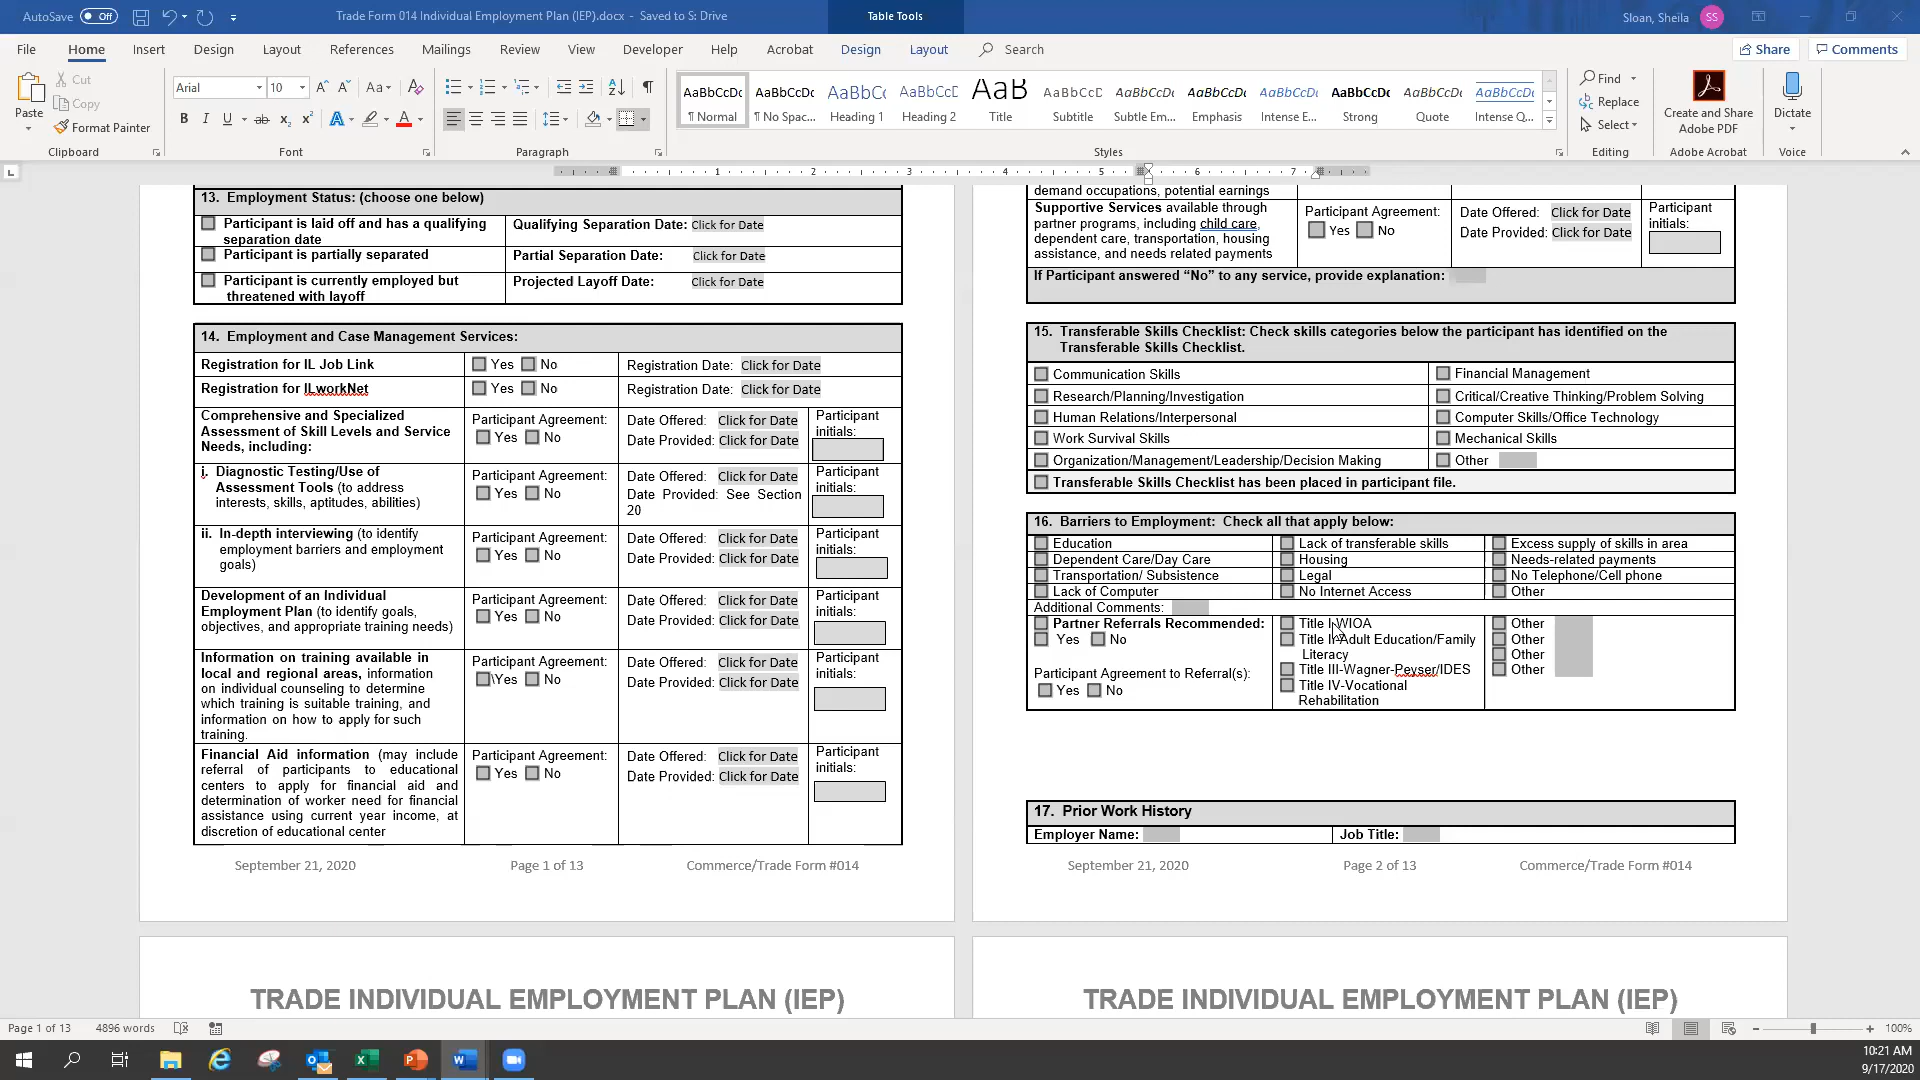 AutoSave Off
Trade Form 014 Individual Employment Plan (IEP).docx - Saved to S: Drive
Table Tools
Sloan, Sheila SS
File Home Insert Design Layout References Mailings Review View Developer Help Acrobat Design Layout Search
Share Comments
Paste
Cut
Copy
Format Painter
Clipboard
Arial 10
Font
Paragraph
AaBbCcDc AaBbCcDc AaBbCc AaBbCcD AaB AaBbCcD AaBbCcDc AaBbCcDc AaBbCcDc AaBbCcDc AaBbCcDc AaBbCcDc
¶ Normal ¶ No Spac... Heading 1 Heading 2 Title Subtitle Subtle Em... Emphasis Intense E... Strong Quote Intense Q...
Styles
Find
Replace
Select
Editing
Create and Share
Adobe PDF
Adobe Acrobat
Dictate
Voice
1 2 3 4 5 6 7
13. Employment Status: (choose one below)
Participant is laid off and has a qualifying
separation date
Qualifying Separation Date: Click for Date
Participant is partially separated
Partial Separation Date: Click for Date
Participant is currently employed but
threatened with layoff
Projected Layoff Date: Click for Date
14. Employment and Case Management Services:
Registration for IL Job Link Yes No Registration Date: Click for Date
Registration for ILworkNet Yes No Registration Date: Click for Date
Comprehensive and Specialized
Assessment of Skill Levels and Service
Needs, including:
Participant Agreement:
Yes No
Date Offered: Click for Date
Date Provided: Click for Date
Participant
initials:
i. Diagnostic Testing/Use of
Assessment Tools (to address
interests, skills, aptitudes, abilities)
Participant Agreement:
Yes No
Date Offered: Click for Date
Date Provided: See Section
20
Participant
initials:
ii. In-depth interviewing (to identify
employment barriers and employment
goals)
Participant Agreement:
Yes No
Date Offered: Click for Date
Date Provided: Click for Date
Participant
initials:
Development of an Individual
Employment Plan (to identify goals,
objectives, and appropriate training needs)
Participant Agreement:
Yes No
Date Offered: Click for Date
Date Provided: Click for Date
Participant
initials:
Information on training available in
local and regional areas, information
on individual counseling to determine
which training is suitable training, and
information on how to apply for such
training.
Participant Agreement:
\Yes No
Date Offered: Click for Date
Date Provided: Click for Date
Participant
initials:
Financial Aid information (may include
referral of participants to educational
centers to apply for financial aid and
determination of worker need for financial
assistance using current year income, at
discretion of educational center
Participant Agreement:
Yes No
Date Offered: Click for Date
Date Provided: Click for Date
Participant
initials:
September 21, 2020 Page 1 of 13 Commerce/Trade Form #014
demand occupations, potential earnings
Supportive Services available through
partner programs, including child care,
dependent care, transportation, housing
assistance, and needs related payments
Participant Agreement:
Yes No
Date Offered: Click for Date
Date Provided: Click for Date
Participant
initials:
If Participant answered “No” to any service, provide explanation:
15. Transferable Skills Checklist: Check skills categories below the participant has identified on the
Transferable Skills Checklist.
Communication Skills Financial Management
Research/Planning/Investigation Critical/Creative Thinking/Problem Solving
Human Relations/Interpersonal Computer Skills/Office Technology
Work Survival Skills Mechanical Skills
Organization/Management/Leadership/Decision Making Other
Transferable Skills Checklist has been placed in participant file.
16. Barriers to Employment: Check all that apply below:
Education Lack of transferable skills Excess supply of skills in area
Dependent Care/Day Care Housing Needs-related payments
Transportation/ Subsistence Legal No Telephone/Cell phone
Lack of Computer No Internet Access Other
Additional Comments:
Partner Referrals Recommended:
Yes No
Participant Agreement to Referral(s):
Yes No
Title I-WIOA
Title II-Adult Education/Family
Literacy
Title III-Wagner-Peyser/IDES
Title IV-Vocational
Rehabilitation
Other
Other
Other
Other
17. Prior Work History
Employer Name: Job Title:
September 21, 2020 Page 2 of 13 Commerce/Trade Form #014
TRADE INDIVIDUAL EMPLOYMENT PLAN (IEP)
TRADE INDIVIDUAL EMPLOYMENT PLAN (IEP)
Page 1 of 13 4896 words
100%
10:21 AM
9/17/2020